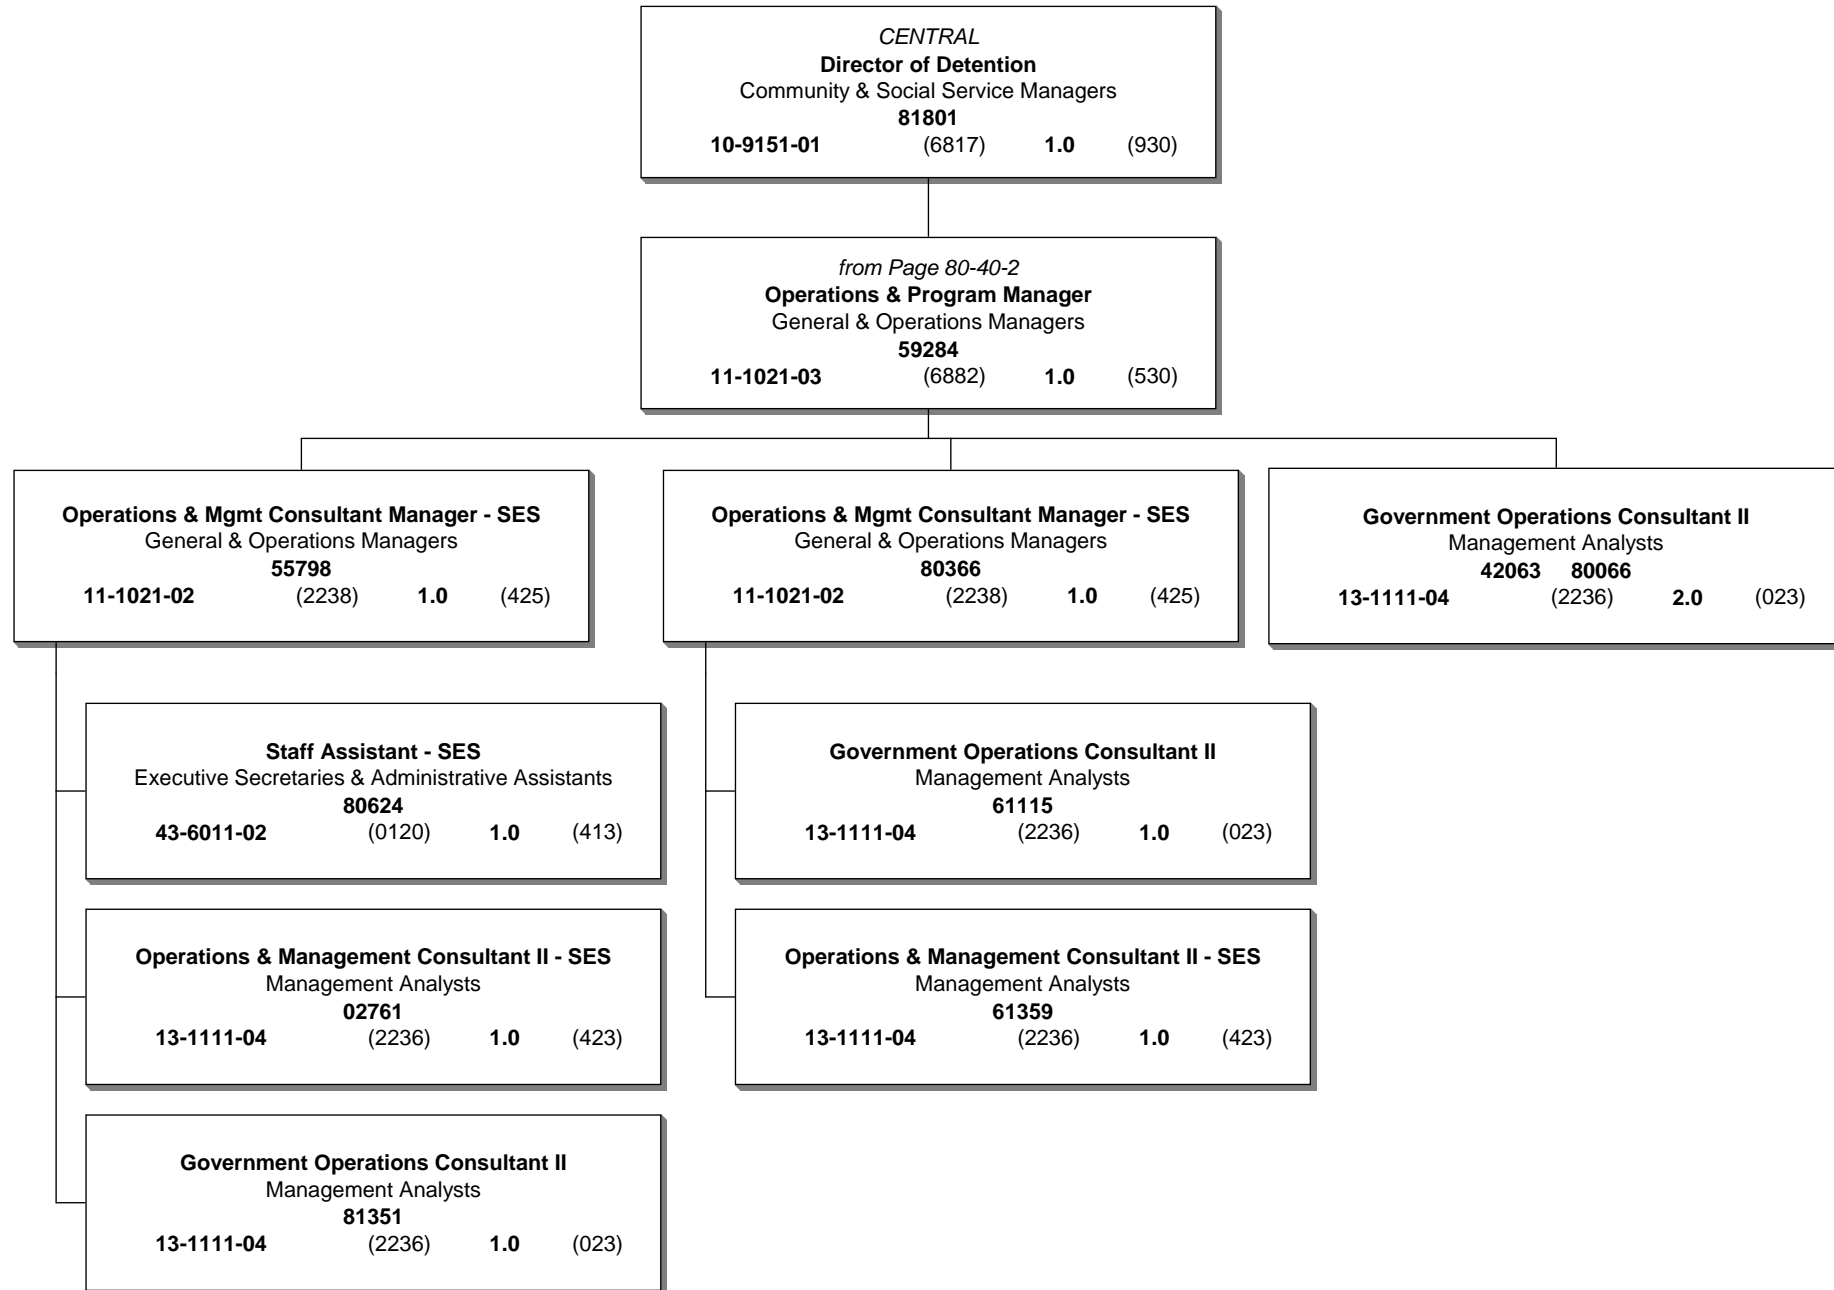 CENTRAL
Director of Detention
Community & Social Service Managers
81801
10-9151-01 (6817) 1.0 (930)
from Page 80-40-2
Operations & Program Manager
General & Operations Managers
59284
11-1021-03 (6882) 1.0 (530)
Operations & Mgmt Consultant Manager - SES
General & Operations Managers
55798
11-1021-02 (2238) 1.0 (425)
Operations & Mgmt Consultant Manager - SES
General & Operations Managers
80366
11-1021-02 (2238) 1.0 (425)
Government Operations Consultant II
Management Analysts
42063 80066
13-1111-04 (2236) 2.0 (023)
Staff Assistant - SES
Executive Secretaries & Administrative Assistants
80624
43-6011-02 (0120) 1.0 (413)
Government Operations Consultant II
Management Analysts
61115
13-1111-04 (2236) 1.0 (023)
Operations & Management Consultant II - SES
Management Analysts
02761
13-1111-04 (2236) 1.0 (423)
Operations & Management Consultant II - SES
Management Analysts
61359
13-1111-04 (2236) 1.0 (423)
Government Operations Consultant II
Management Analysts
81351
13-1111-04 (2236) 1.0 (023)